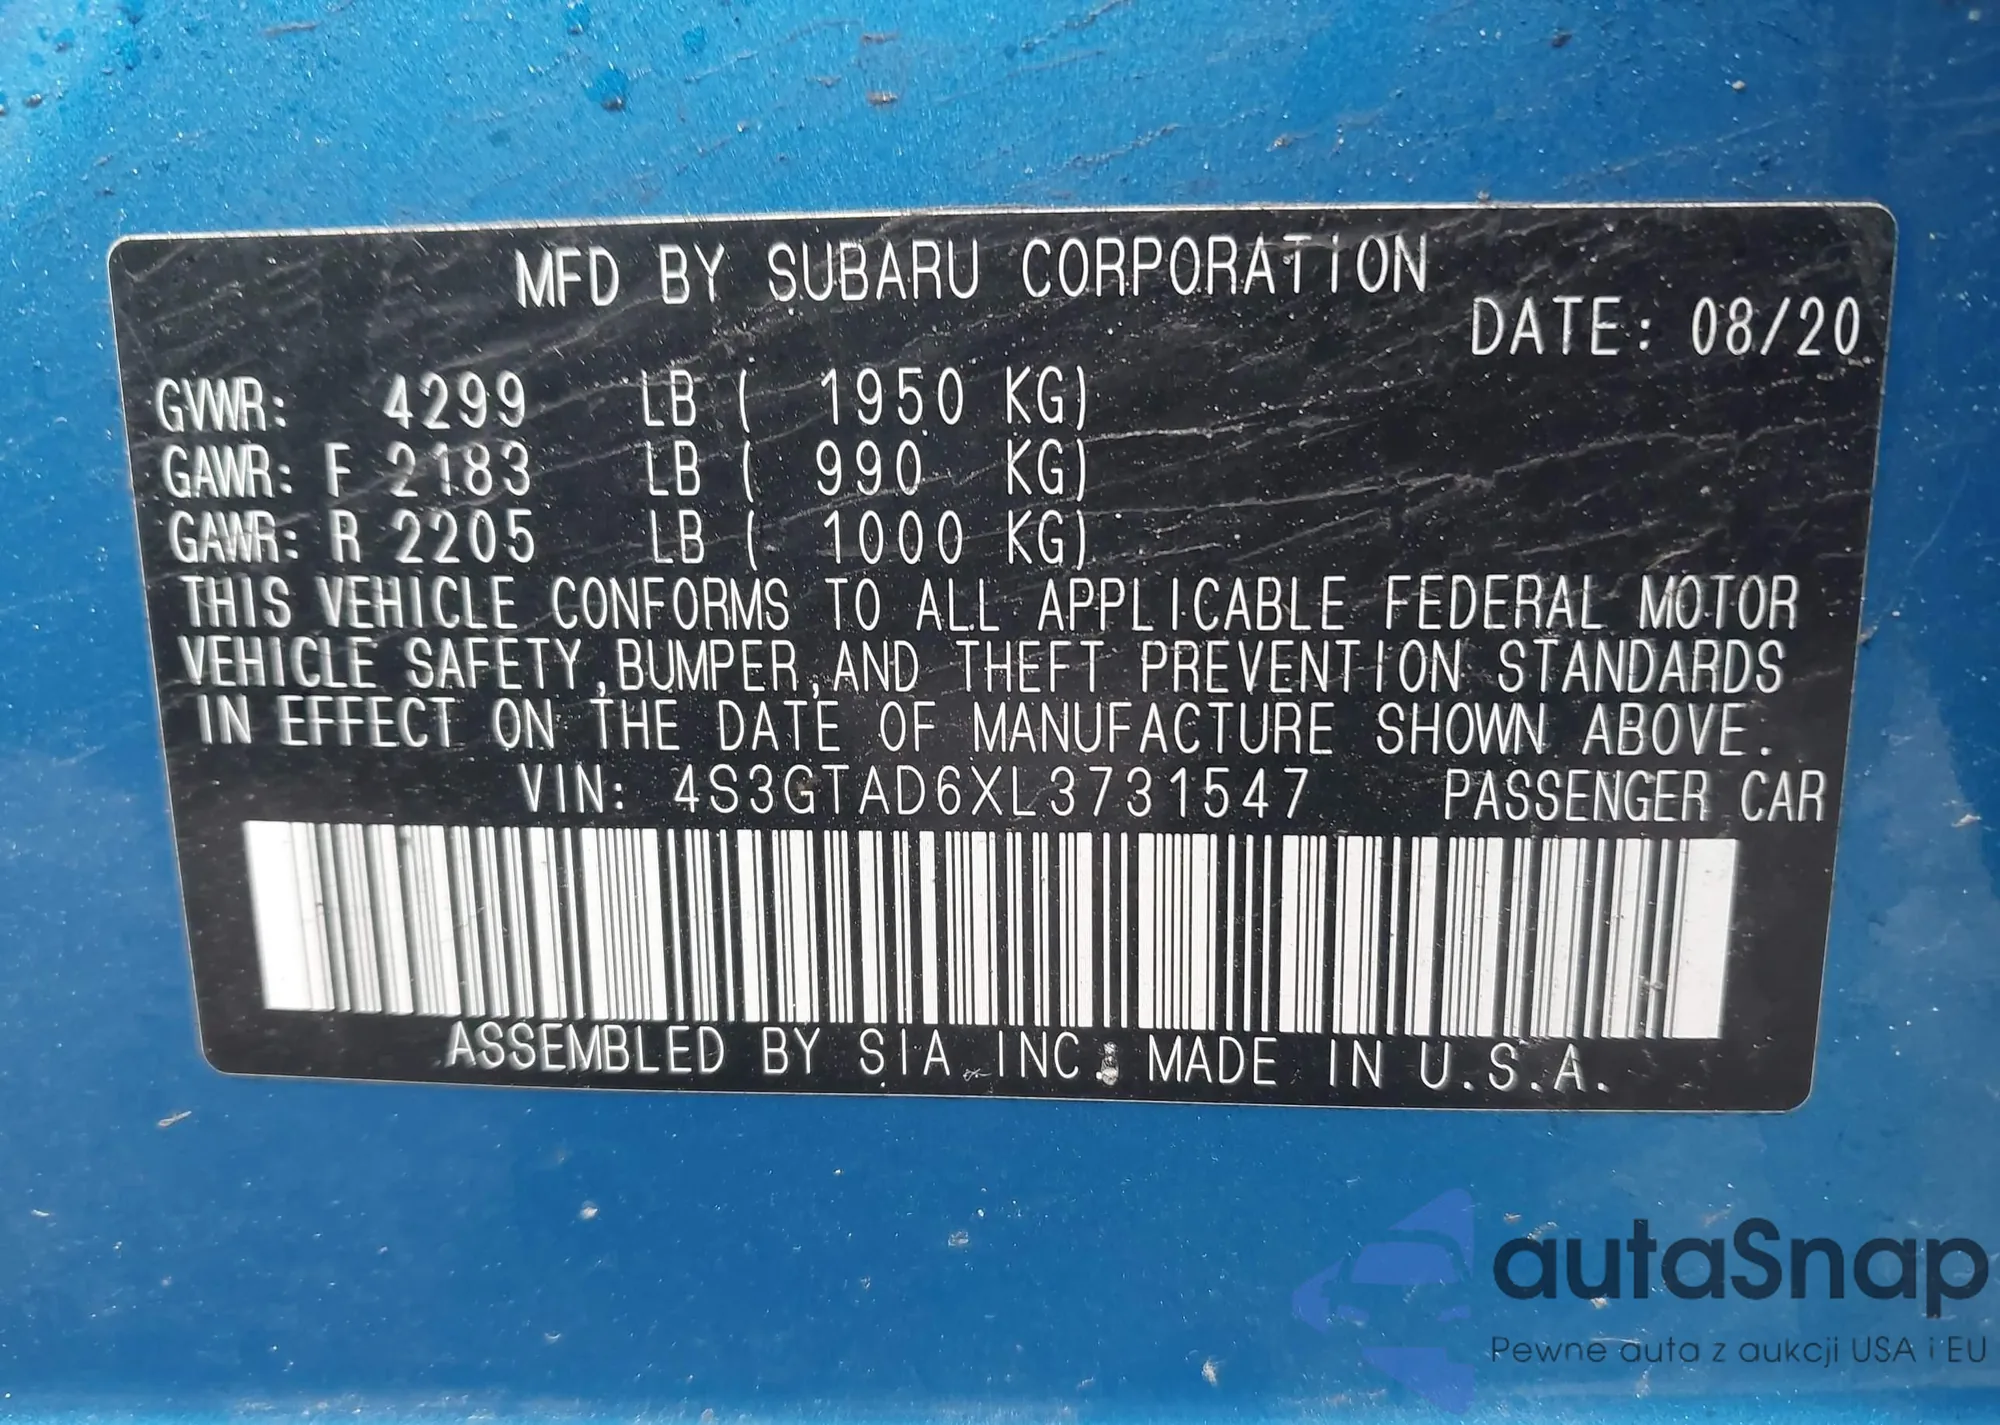 MFD BY SUBARU CORPORATION
DATE: 08/20
GVWR: 4299 LB ( 1950 KG)
GAWR: F 2183 LB ( 990 KG)
GAWR: R 2205 LB ( 1000 KG)
THIS VEHICLE CONFORMS TO ALL APPLICABLE FEDERAL MOTOR
VEHICLE SAFETY,BUMPER,AND THEFT PREVENTION STANDARDS
IN EFFECT ON THE DATE OF MANUFACTURE SHOWN ABOVE.
VIN: 4S3GTAD6XL3731547 PASSENGER CAR
ASSEMBLED BY SIA,INC. MADE IN U.S.A.
autaSnap
Pewne auta z aukcji USA i EU